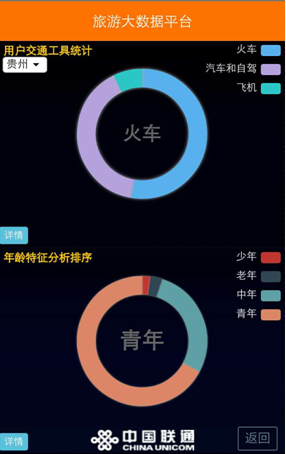 旅游大数据平台
用户交通工具统计
火车
贵州
汽车和自驾
飞机
火车
详情
年龄特征分析排序
少年
老年
中年
青年
青年
中国联通
CHINA UNICOM
详情
返回